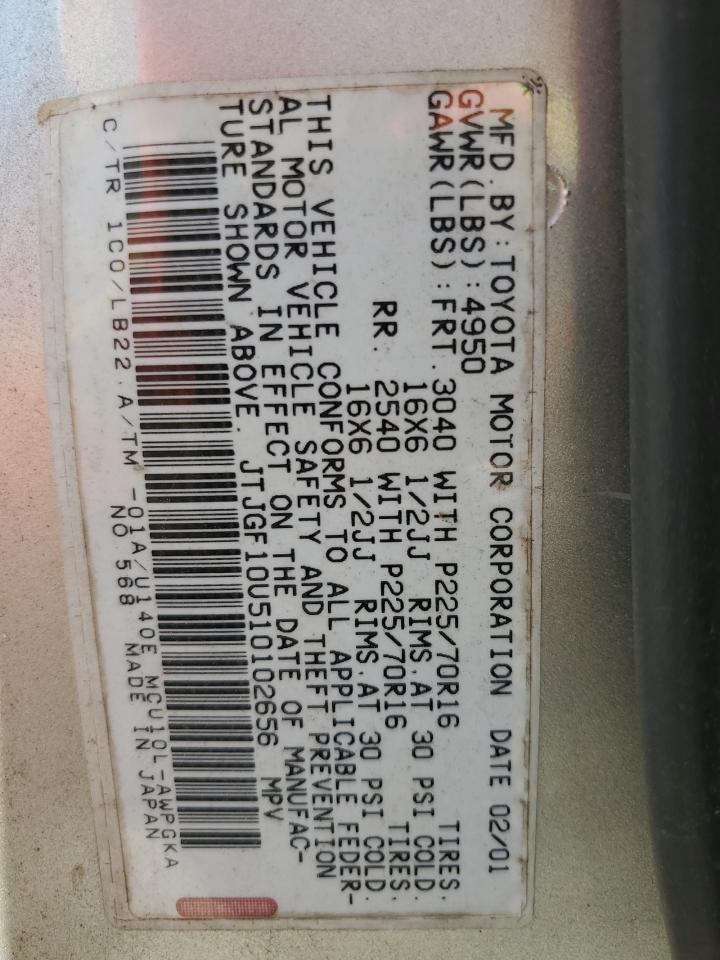 MFD. BY: TOYOTA MOTOR CORPORATION DATE 02/01
GVWR(LBS): 4950
GAWR(LBS): FRT. 3040 WITH P225/70R16 TIRES.
16X6 1/2JJ RIMS. AT 30 PSI COLD.
RR. 2540 WITH P225/70R16 TIRES.
16X6 1/2JJ RIMS. AT 30 PSI COLD.
THIS VEHICLE CONFORMS TO ALL APPLICABLE FEDER-
AL MOTOR VEHICLE SAFETY AND THEFT PREVENTION
STANDARDS IN EFFECT ON THE DATE OF MANUFAC-
TURE SHOWN ABOVE. JTJGF10U510102656 MPV
C/TR 1C0/LB22. A/TM -01A/U140E MCU10L-AWPGKA
NO.568 MADE IN JAPAN